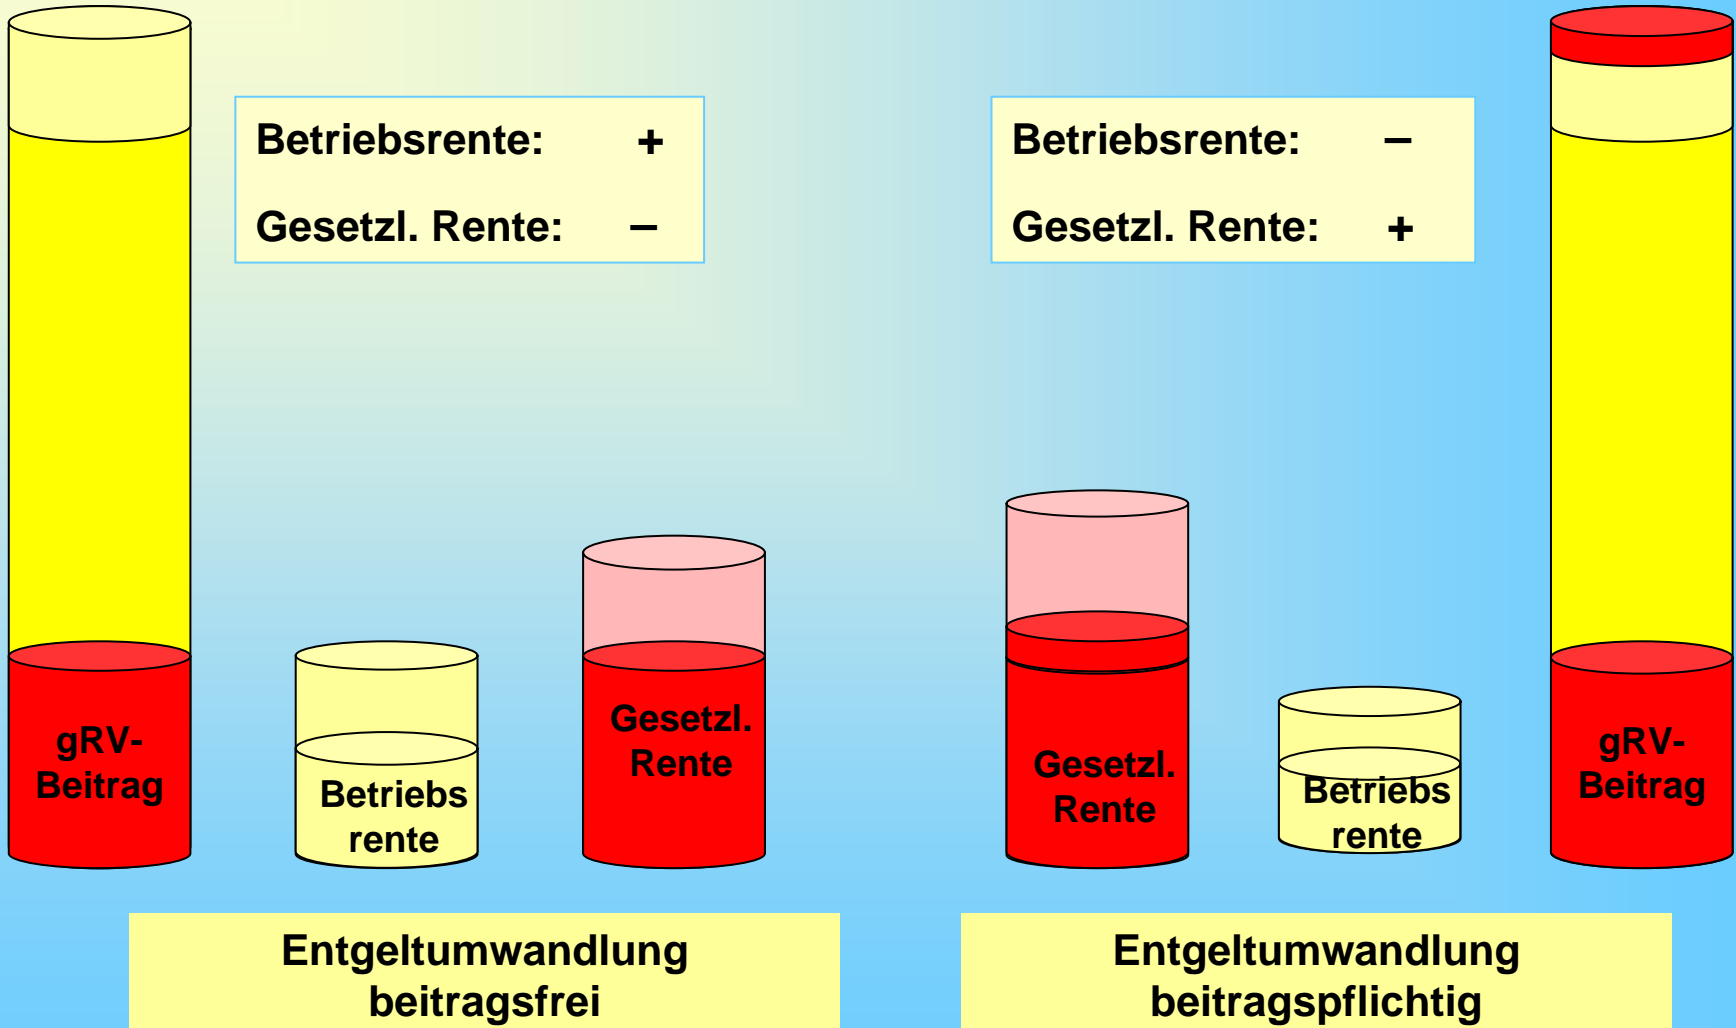 Betriebsrente: +
Gesetzl. Rente: –
Betriebsrente: –
Gesetzl. Rente: +
gRV-
Beitrag
Betriebs
rente
Gesetzl.
Rente
Gesetzl.
Rente
Betriebs
rente
gRV-
Beitrag
Entgeltumwandlung
beitragsfrei
Entgeltumwandlung
beitragspflichtig